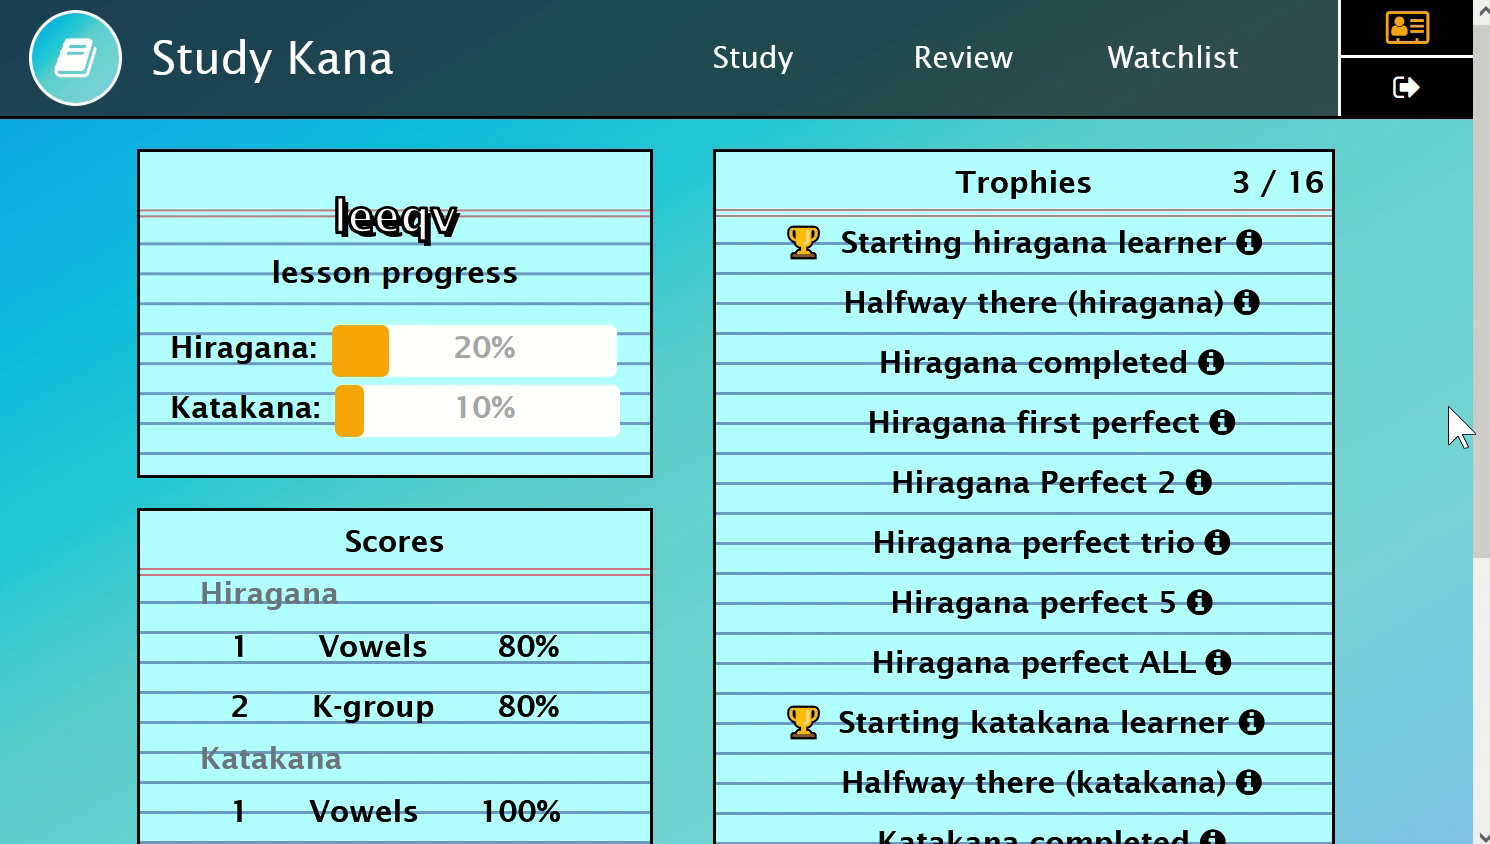 Study Kana
Study
Review
Watchlist
leeqv
lesson progress
Hiragana: 20%
Katakana: 10%
Scores
Hiragana
1 Vowels 80%
2 K-group 80%
Katakana
1 Vowels 100%
Trophies 3 / 16
Starting hiragana learner
Halfway there (hiragana)
Hiragana completed
Hiragana first perfect
Hiragana Perfect 2
Hiragana perfect trio
Hiragana perfect 5
Hiragana perfect ALL
Starting katakana learner
Halfway there (katakana)
Katakana completed